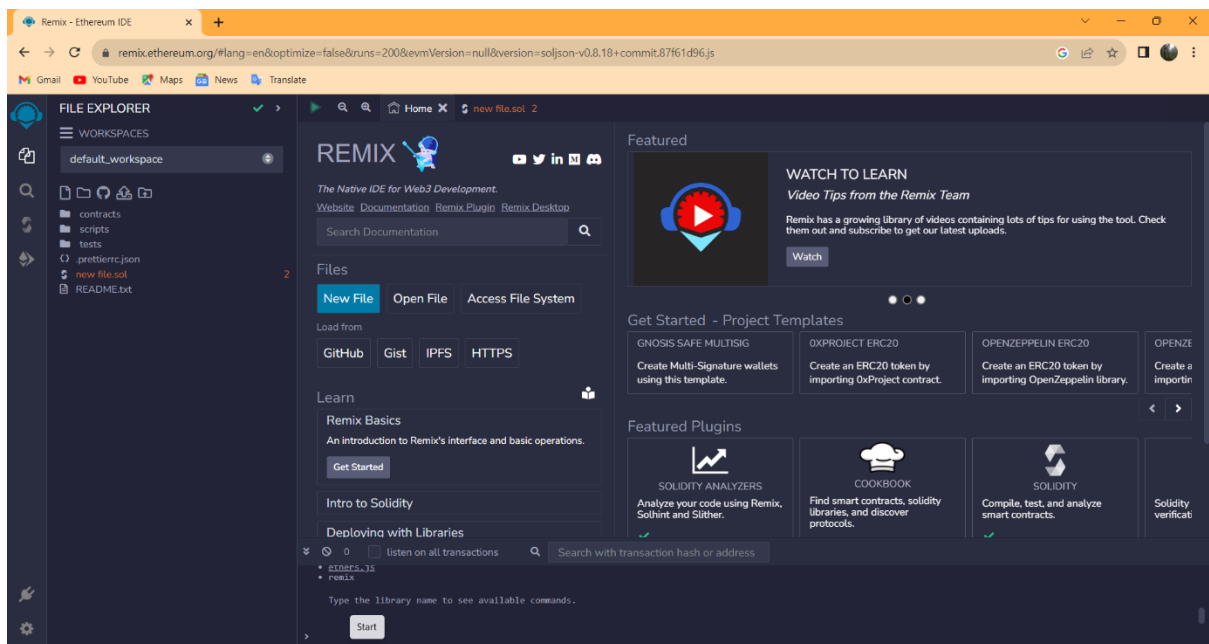 Remix - Ethereum IDE
remix.ethereum.org/#lang=en&optimize=false&runs=200&evmVersion=null&version=soljson-v0.8.18+commit.87f61d96.js
Gmail YouTube Maps News Translate
FILE EXPLORER
WORKSPACES
default_workspace
contracts
scripts
tests
.prettierrc.json
new file.sol 2
README.txt
Home new file.sol 2
REMIX
The Native IDE for Web3 Development.
Website Documentation Remix Plugin Remix Desktop
Search Documentation
Files
New File Open File Access File System
Load from
GitHub Gist IPFS HTTPS
Learn
Remix Basics
An introduction to Remix's interface and basic operations.
Get Started
Intro to Solidity
Deploying with Libraries
Featured
WATCH TO LEARN
Video Tips from the Remix Team
Remix has a growing library of videos containing lots of tips for using the tool. Check
them out and subscribe to get our latest uploads.
Watch
Get Started - Project Templates
GNOSIS SAFE MULTISIG
Create Multi-Signature wallets
using this template.
0XPROJECT ERC20
Create an ERC20 token by
importing 0xProject contract.
OPENZEPPELIN ERC20
Create an ERC20 token by
importing OpenZeppelin library.
OPENZE
Create a
importin
Featured Plugins
SOLIDITY ANALYZERS
Analyze your code using Remix,
Solhint and Slither.
COOKBOOK
Find smart contracts, solidity
libraries, and discover
protocols.
SOLIDITY
Compile, test, and analyze
smart contracts.
Solidity
verificati
0 listen on all transactions Search with transaction hash or address
• ethers.js
• remix
Type the library name to see available commands.
> Start